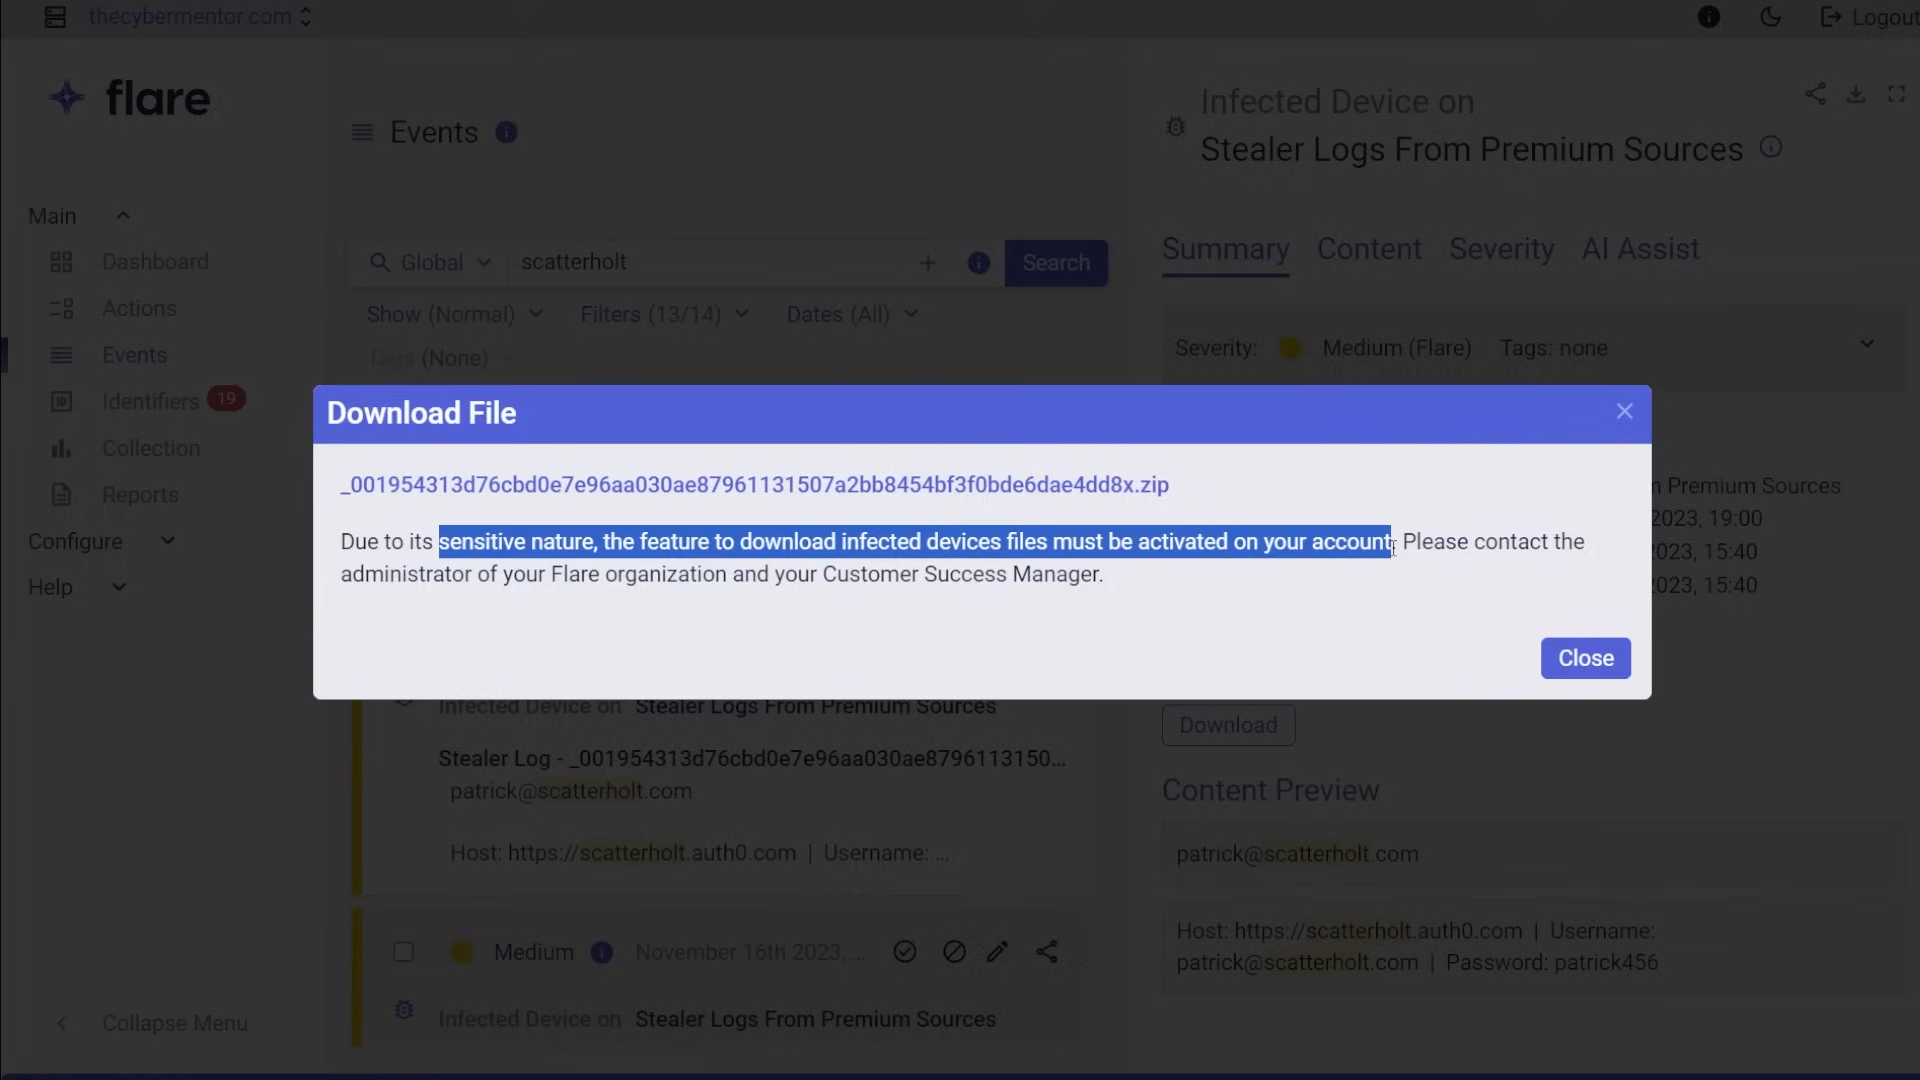 thecybermentor.com
Logout
flare
Main
Dashboard
Actions
Events
Identifiers 19
Collection
Reports
Configure
Help
Collapse Menu
Events
Global scatterholt Search
Show (Normal) Filters (13/14) Dates (All)
Tags (None)
Infected Device on
Stealer Logs From Premium Sources
Summary Content Severity AI Assist
Severity: Medium (Flare) Tags: none
Download File
_001954313d76cbd0e7e96aa030ae87961131507a2bb8454bf3f0bde6dae4dd8x.zip
Due to its sensitive nature, the feature to download infected devices files must be activated on your account. Please contact the
administrator of your Flare organization and your Customer Success Manager.
Close
Premium Sources
2023, 19:00
2023, 15:40
2023, 15:40
Infected Device on Stealer Logs From Premium Sources
Stealer Log - _001954313d76cbd0e7e96aa030ae8796113150...
patrick@scatterholt.com
Host: https://scatterholt.auth0.com | Username: ...
Medium November 16th 2023, ...
Infected Device on Stealer Logs From Premium Sources
Download
Content Preview
patrick@scatterholt.com
Host: https://scatterholt.auth0.com | Username:
patrick@scatterholt.com | Password: patrick456